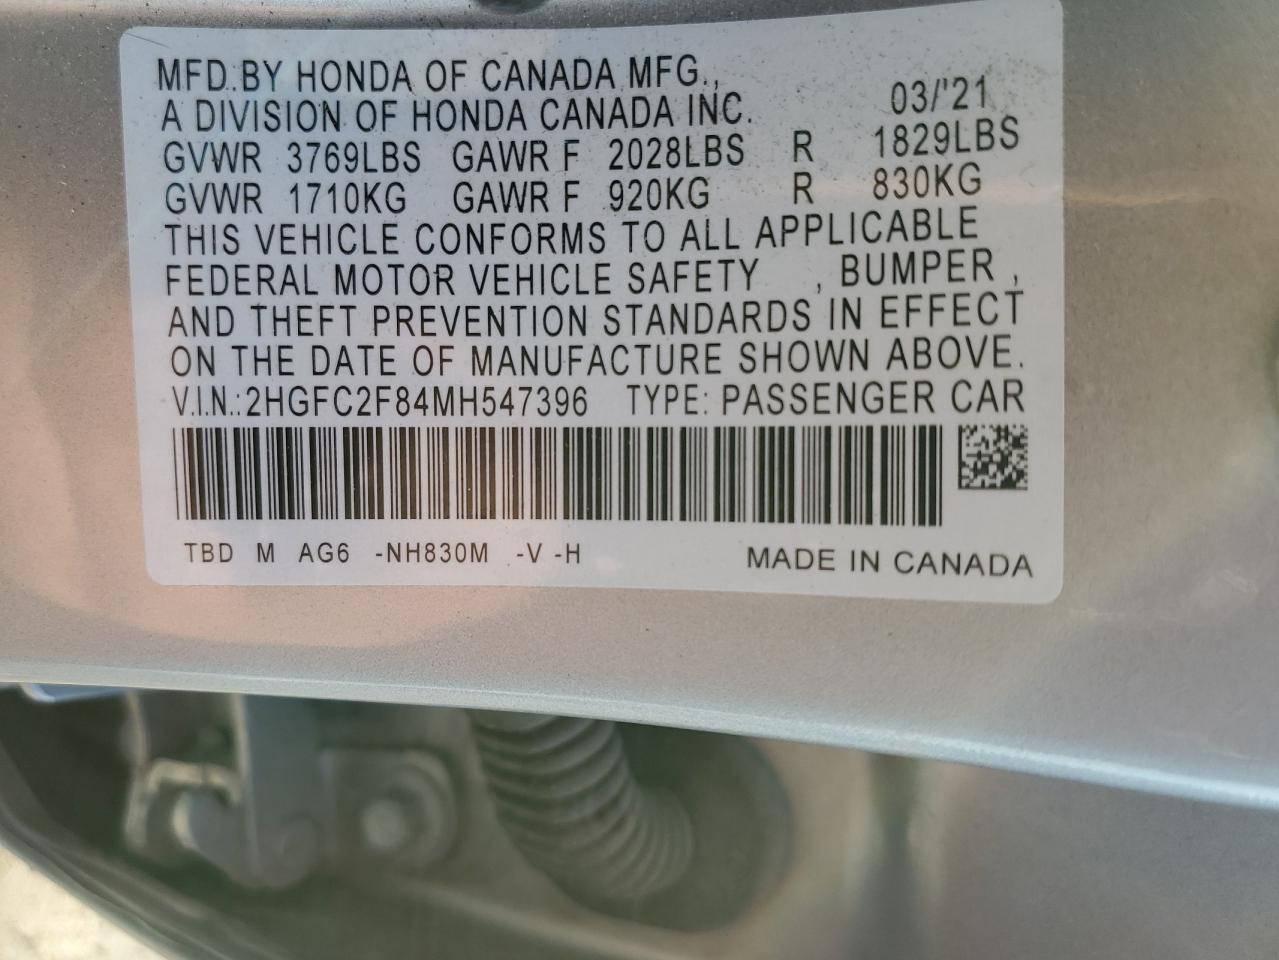 MFD. BY HONDA OF CANADA MFG.,
A DIVISION OF HONDA CANADA INC. 03/'21
GVWR 3769LBS GAWR F 2028LBS R 1829LBS
GVWR 1710KG GAWR F 920KG R 830KG
THIS VEHICLE CONFORMS TO ALL APPLICABLE
FEDERAL MOTOR VEHICLE SAFETY , BUMPER ,
AND THEFT PREVENTION STANDARDS IN EFFECT
ON THE DATE OF MANUFACTURE SHOWN ABOVE.
V.I.N.: 2HGFC2F84MH547396 TYPE: PASSENGER CAR
TBD M AG6 -NH830M -V -H MADE IN CANADA